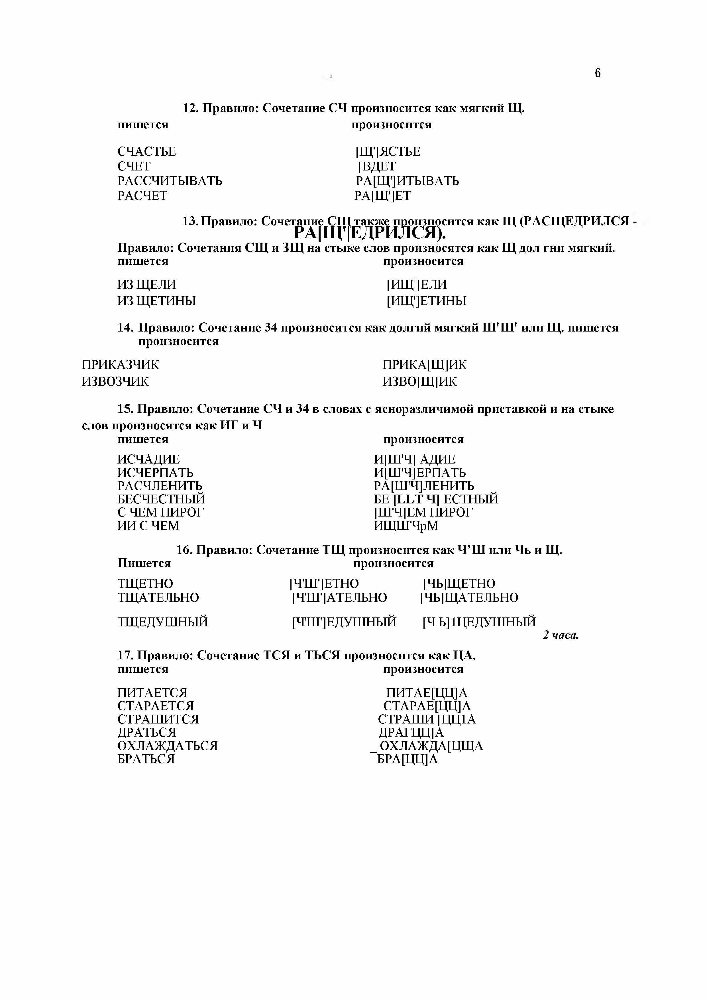 6
12. Правило: Сочетание СЧ произносится как мягкий Щ.
пишется произносится
СЧАСТЬЕ [Щ']ЯСТЬЕ
СЧЕТ [ВДЕТ
РАССЧИТЫВАТЬ РА[Щ']ИТЫВАТЬ
РАСЧЕТ РА[Щ']ЕТ
13. Правило: Сочетание СЩ также произносится как Щ (РАСЩЕДРИЛСЯ -
РА[Щ'|ЕДРИЛСЯ).
Правило: Сочетания СЩ и ЗЩ на стыке слов произносятся как Щ дол гни мягкий.
пишется произносится
ИЗ ЩЕЛИ [ИЩ!]ЕЛИ
ИЗ ЩЕТИНЫ [ИЩ']ЕТИНЫ
14. Правило: Сочетание 34 произносится как долгий мягкий Ш'Ш' или Щ. пишется
произносится
ПРИКАЗЧИК ПРИКА[Щ]ИК
ИЗВОЗЧИК ИЗВО[Щ]ИК
15. Правило: Сочетание СЧ и 34 в словах с ясноразличимой приставкой и на стыке
слов произносятся как ИГ и Ч
пишется произносится
ИСЧАДИЕ И[Ш'Ч] АДИЕ
ИСЧЕРПАТЬ И[Ш'Ч]ЕРПАТЬ
РАСЧЛЕНИТЬ РА[Ш'Ч]ЛЕНИТЬ
БЕСЧЕСТНЫЙ БЕ [LLT Ч] ЕСТНЫЙ
С ЧЕМ ПИРОГ [Ш'Ч]ЕМ ПИРОГ
ИИ С ЧЕМ ИЩШ'ЧрМ
16. Правило: Сочетание ТЩ произносится как Ч’Ш или Чь и Щ.
Пишется произносится
ТЩЕТНО [Ч'Ш']ЕТНО [ЧЬ]ЩЕТНО
ТЩАТЕЛЬНО [Ч'Ш']АТЕЛЬНО [ЧЬ]ЩАТЕЛЬНО
ТЩЕДУШНЫЙ [Ч'Ш']ЕДУШНЫЙ [Ч Ь]1ЦЕДУШНЫЙ
2 часа.
17. Правило: Сочетание ТСЯ и ТЬСЯ произносится как ЦА.
пишется произносится
ПИТАЕТСЯ ПИТАЕ[ЦЦ]А
СТАРАЕТСЯ СТАРАЕ[ЦЦ]А
СТРАШИТСЯ СТРАШИ [ЦЦ1А
ДРАТЬСЯ ДРАГЦЦ]А
ОХЛАЖДАТЬСЯ _ ОХЛАЖДА[ЦЩА
БРАТЬСЯ БРА[ЦЦ]А